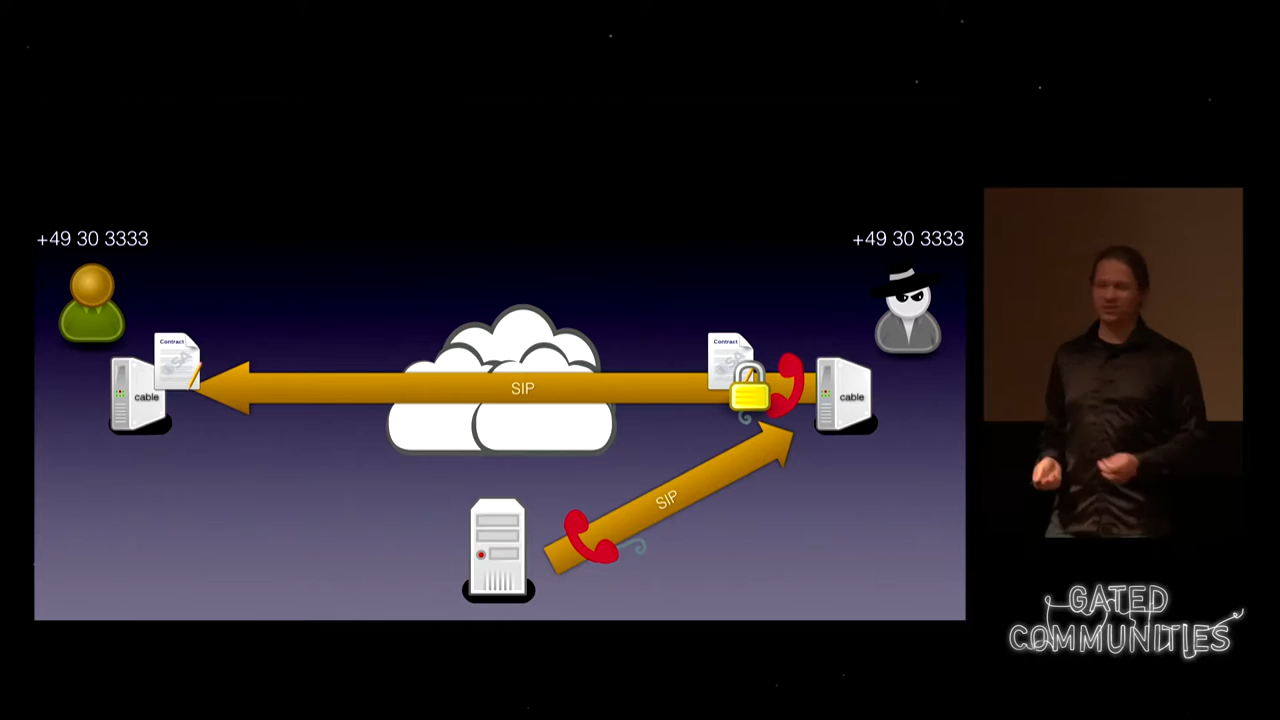 +49 30 3333
+49 30 3333
Contract
Contract
cable
SIP
cable
SIP
GATED
COMMUNITIES